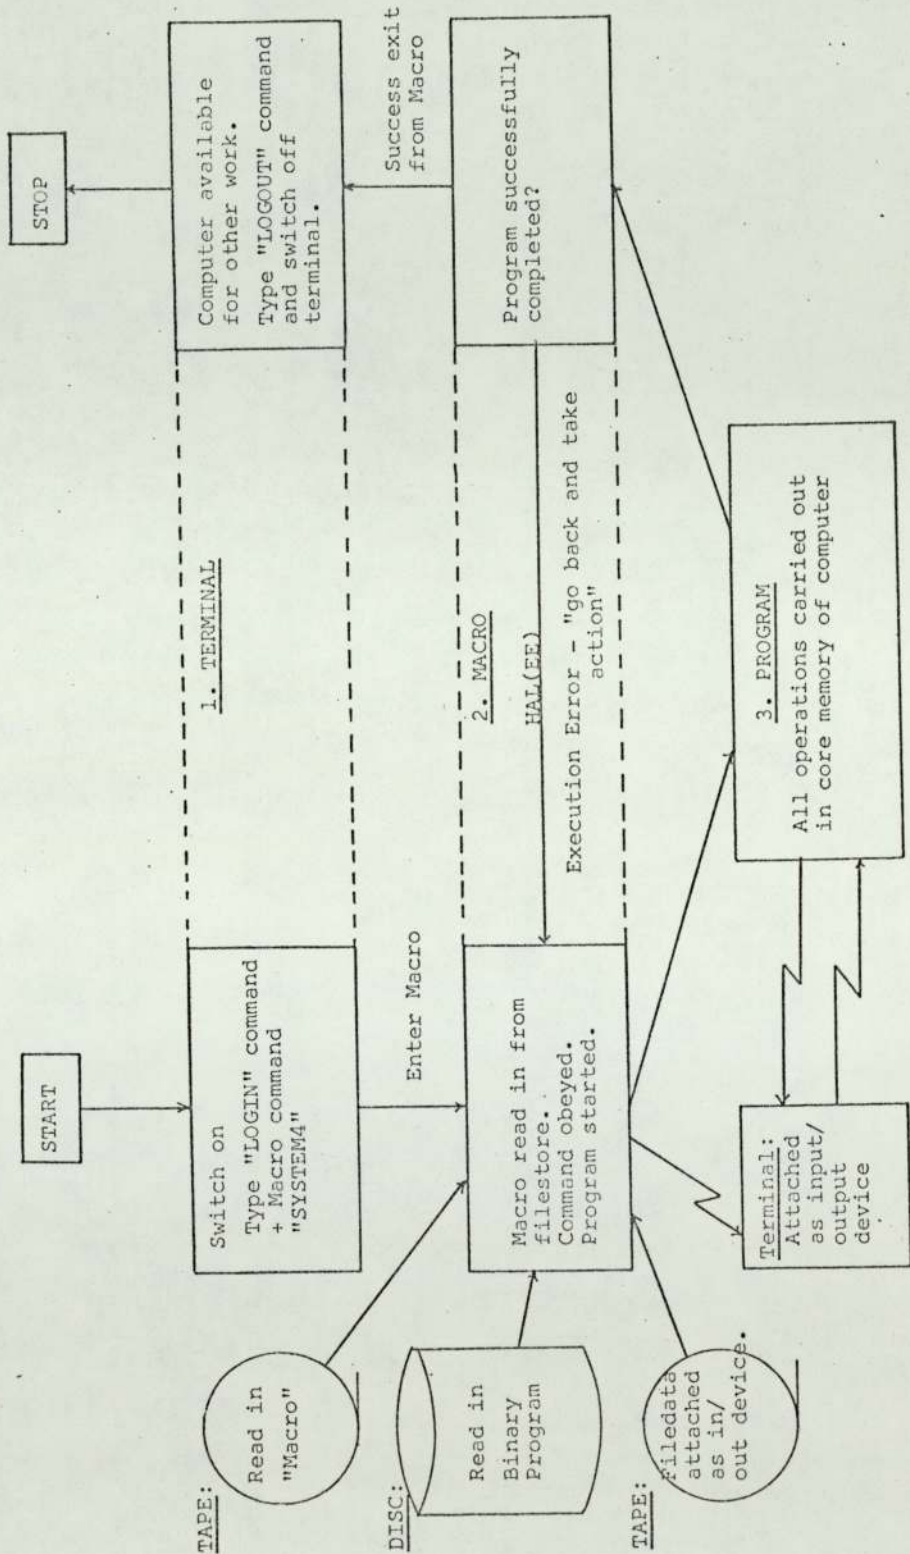 START
STOP
Switch on
Type "LOGIN" command
+ Macro command
"SYSTEM4"
1. TERMINAL
Computer available
for other work.
Type "LOGOUT" command
and switch off
terminal.
Enter Macro
Success exit
from Macro
TAPE:
Read in
"Macro"
DISC:
Read in
Binary
Program
TAPE:
Filedata
attached
as in/
out device.
Macro read in from
filestore.
Command obeyed.
Program started.
2. MACRO
HAL(EE)
Execution Error - "go back and take
action"
Program successfully
completed?
Terminal:
Attached
as input/
output
device
3. PROGRAM
All operations carried out
in core memory of computer